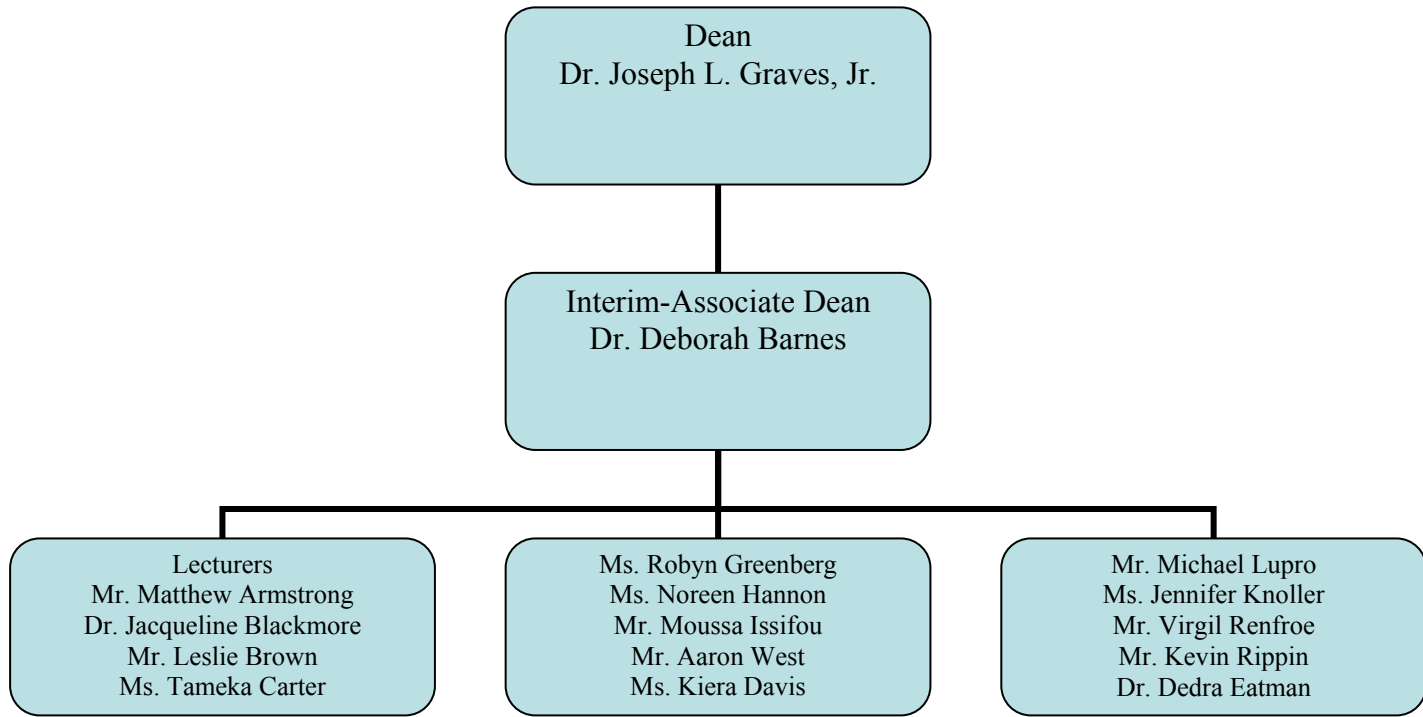 Dean
Dr. Joseph L. Graves, Jr.
Interim-Associate Dean
Dr. Deborah Barnes
Lecturers
Mr. Matthew Armstrong
Dr. Jacqueline Blackmore
Mr. Leslie Brown
Ms. Tameka Carter
Ms. Robyn Greenberg
Ms. Noreen Hannon
Mr. Moussa Issifou
Mr. Aaron West
Ms. Kiera Davis
Mr. Michael Lupro
Ms. Jennifer Knoller
Mr. Virgil Renfroe
Mr. Kevin Rippin
Dr. Dedra Eatman